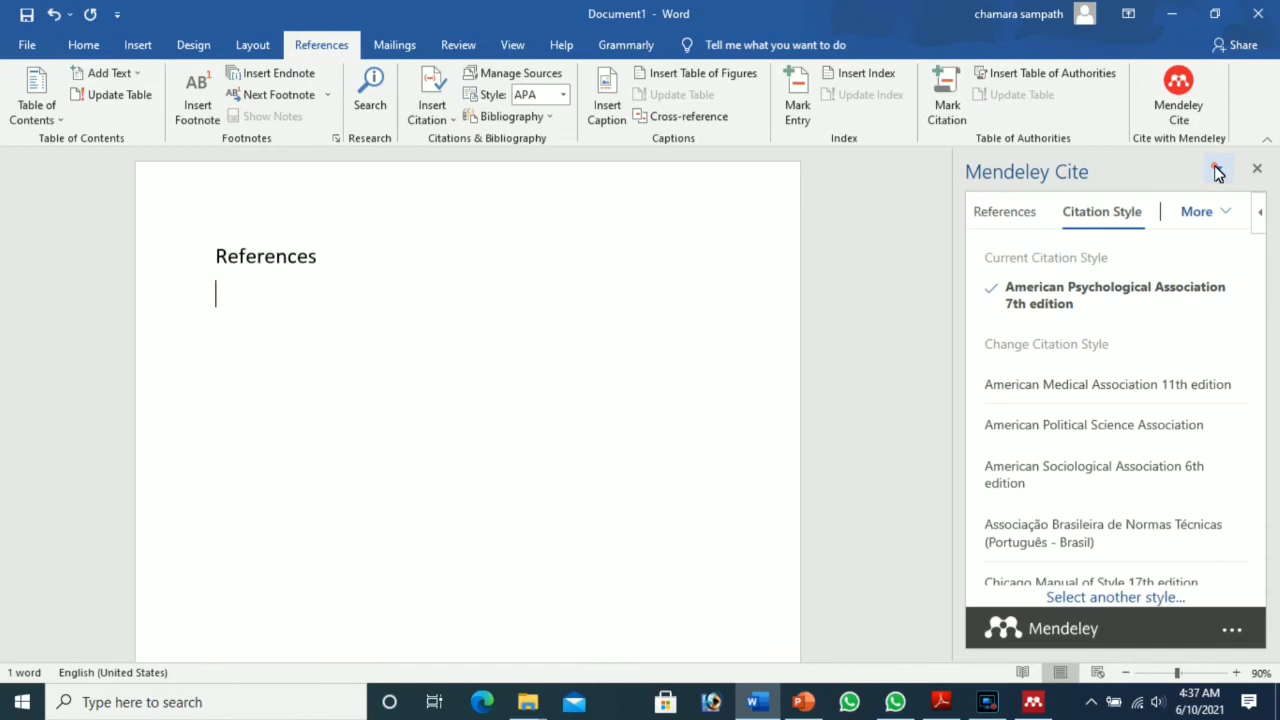 Document1 - Word
chamara sampath
File Home Insert Design Layout References Mailings Review View Help Grammarly Tell me what you want to do Share
Table of Contents
Add Text
Update Table
Table of Contents
AB1
Insert Footnote
Insert Endnote
Next Footnote
Show Notes
Footnotes
Search
Research
Insert Citation
Manage Sources
Style: APA
Bibliography
Citations & Bibliography
Insert Caption
Insert Table of Figures
Update Table
Cross-reference
Captions
Mark Entry
Insert Index
Update Index
Index
Mark Citation
Insert Table of Authorities
Update Table
Table of Authorities
Mendeley Cite
Cite with Mendeley
References
Mendeley Cite
References Citation Style More
Current Citation Style
American Psychological Association
7th edition
Change Citation Style
American Medical Association 11th edition
American Political Science Association
American Sociological Association 6th
edition
Associação Brasileira de Normas Técnicas
(Português - Brasil)
Chicago Manual of Style 17th edition
Select another style...
Mendeley
1 word English (United States) 90%
Type here to search
4:37 AM
6/10/2021